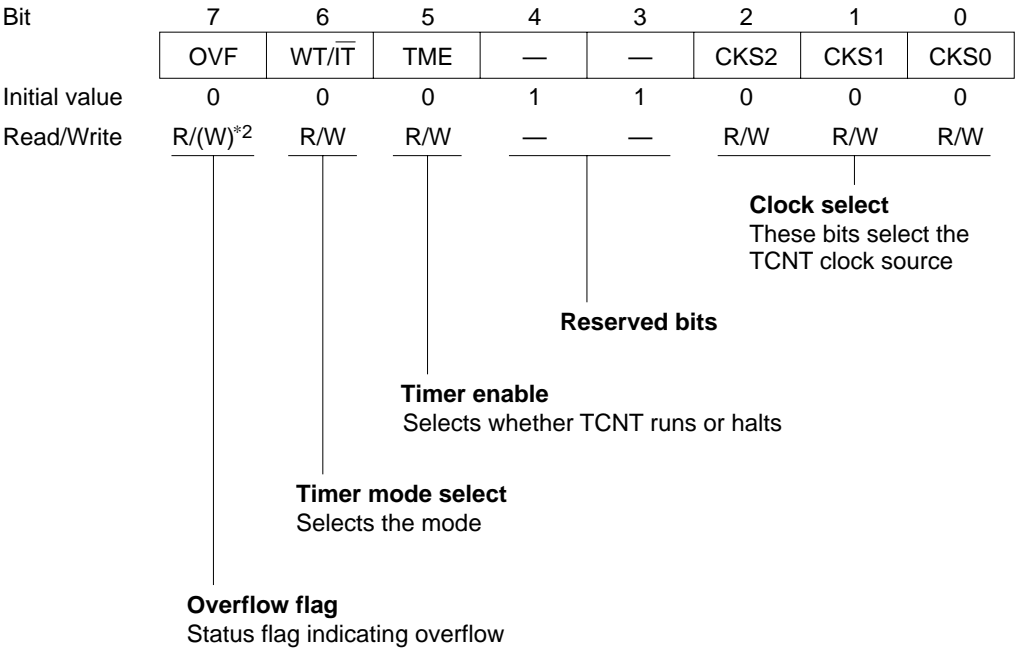 Bit 7 6 5 4 3 2 1 0
OVF WT/I̅T̅ TME — — CKS2 CKS1 CKS0
Initial value 0 0 0 1 1 0 0 0
Read/Write R/(W)*2 R/W R/W — — R/W R/W R/W
Clock select
These bits select the
TCNT clock source
Reserved bits
Timer enable
Selects whether TCNT runs or halts
Timer mode select
Selects the mode
Overflow flag
Status flag indicating overflow